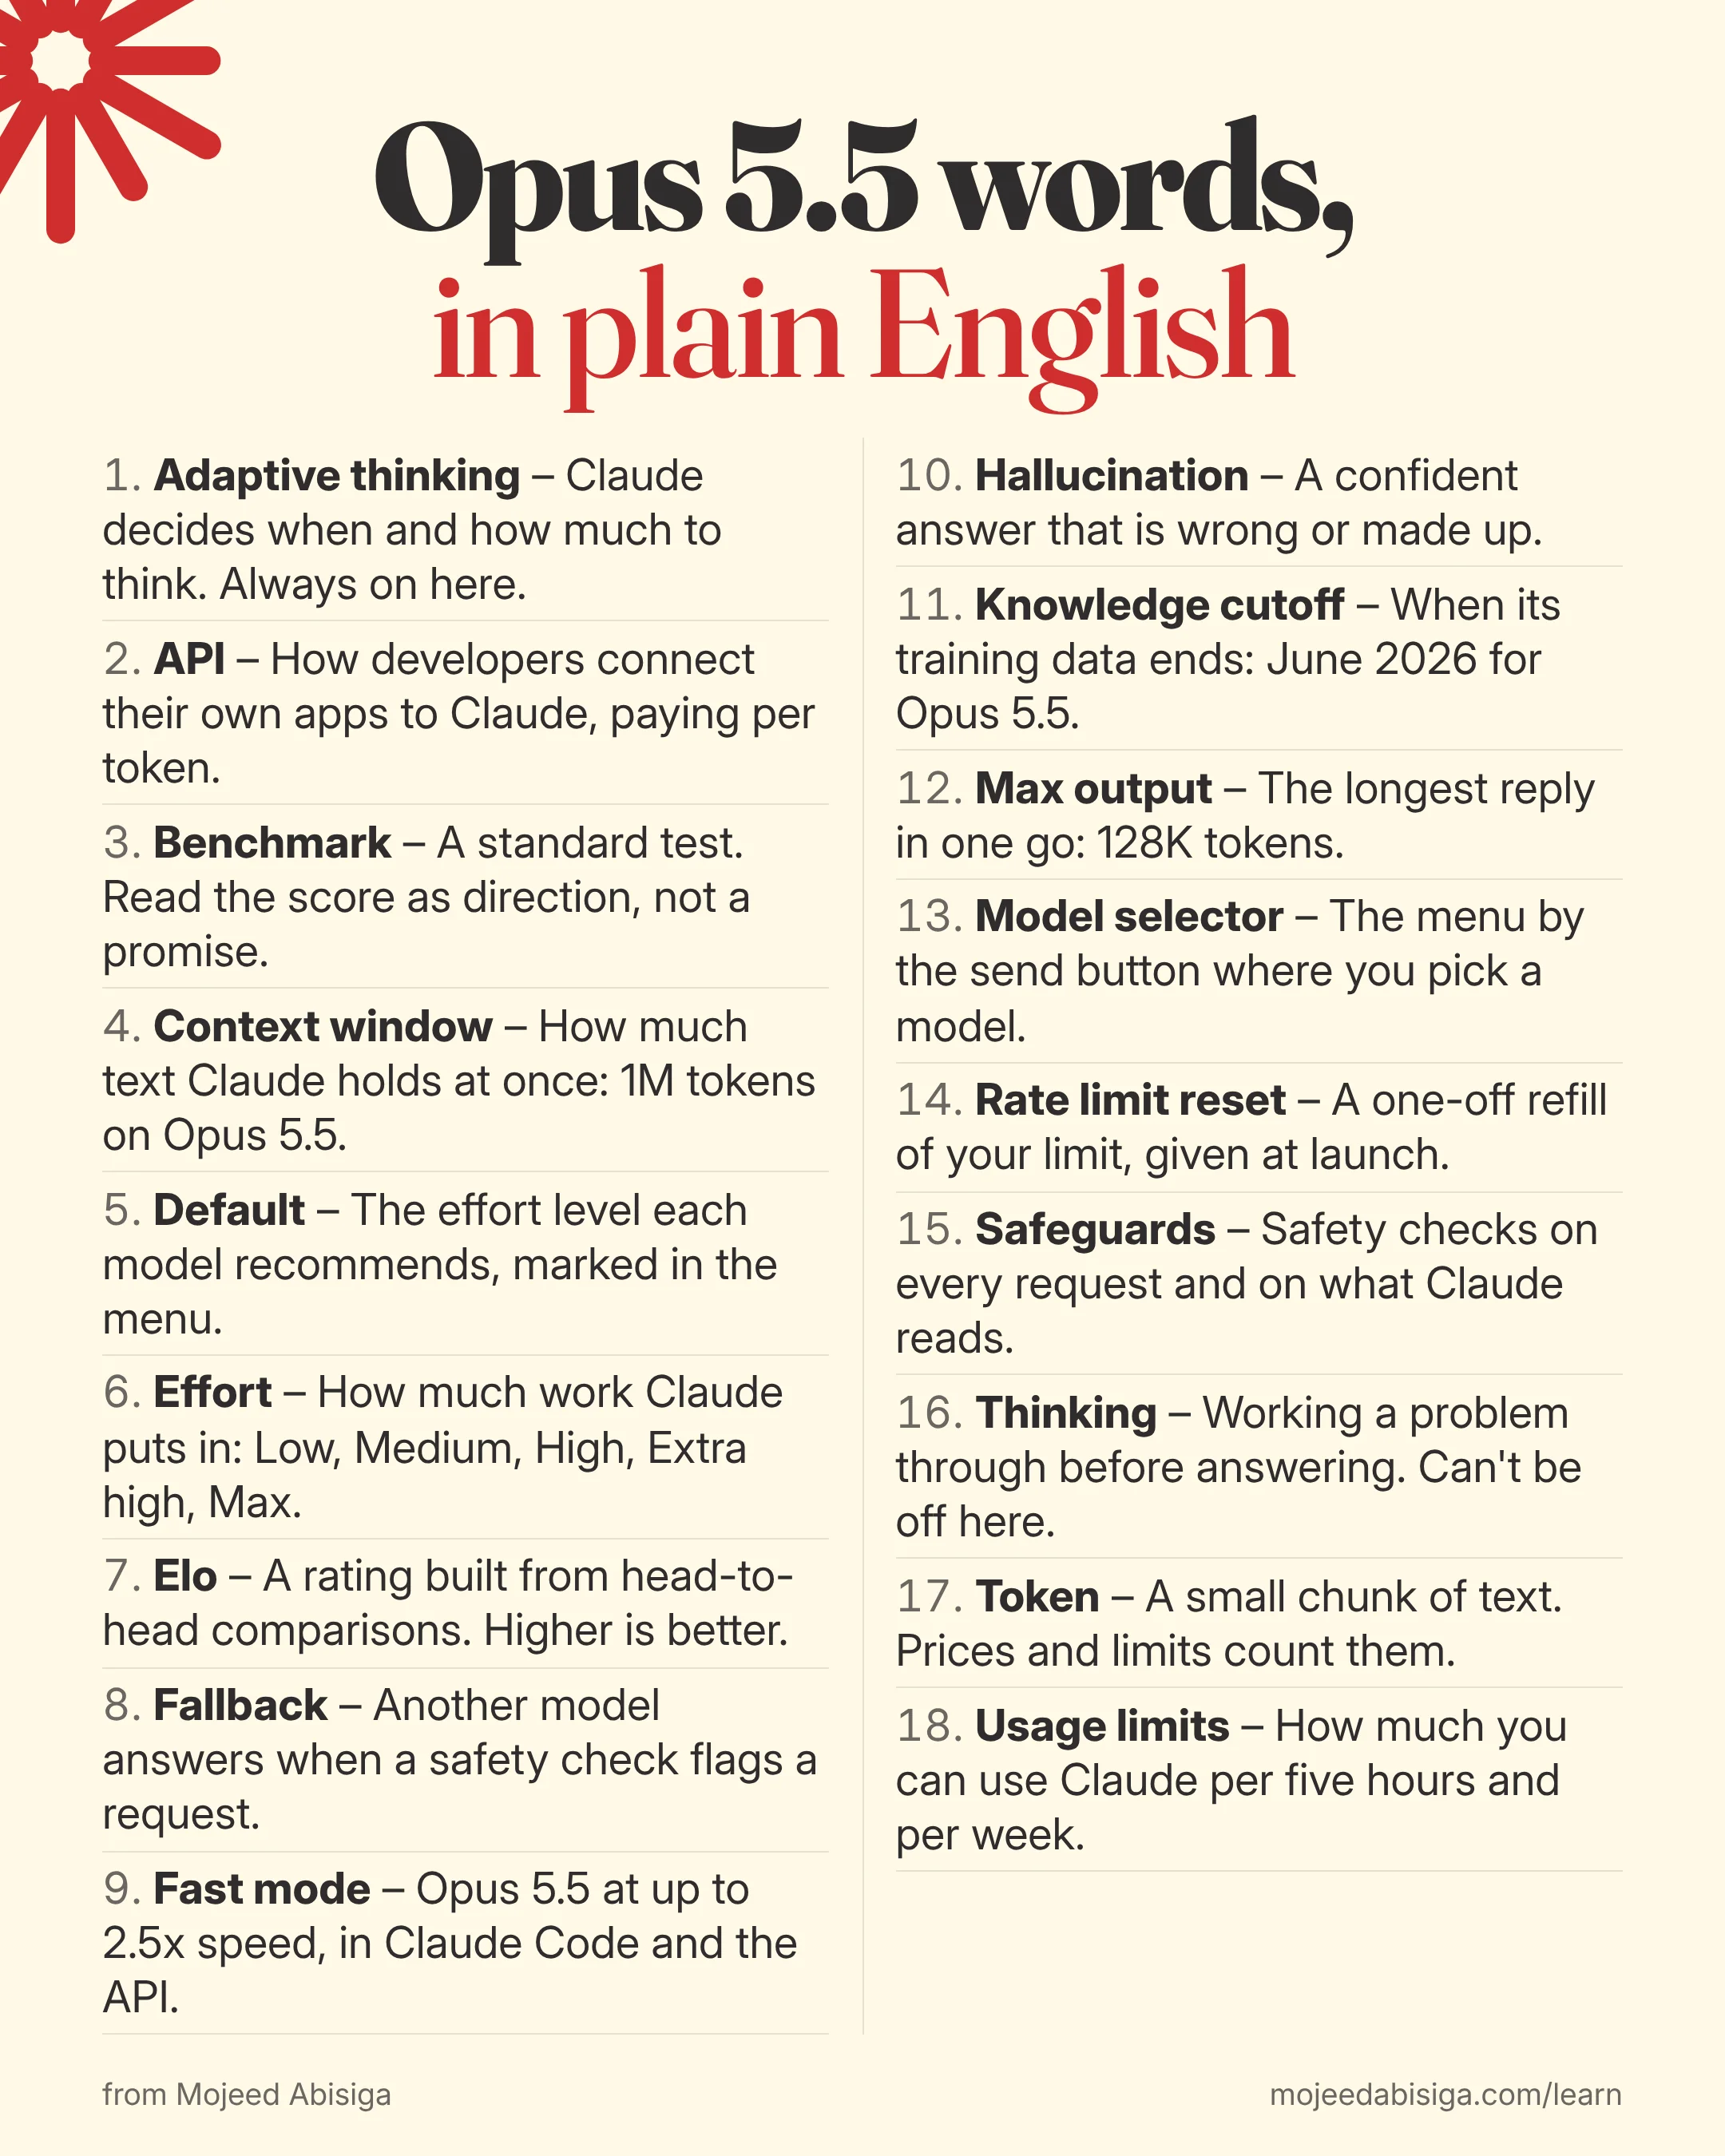 Opus 5.5 words,
in plain English
1. Adaptive thinking – Claude
decides when and how much to
think. Always on here.
2. API – How developers connect
their own apps to Claude, paying per
token.
3. Benchmark – A standard test.
Read the score as direction, not a
promise.
4. Context window – How much
text Claude holds at once: 1M tokens
on Opus 5.5.
5. Default – The effort level each
model recommends, marked in the
menu.
6. Effort – How much work Claude
puts in: Low, Medium, High, Extra
high, Max.
7. Elo – A rating built from head-to-
head comparisons. Higher is better.
8. Fallback – Another model
answers when a safety check flags a
request.
9. Fast mode – Opus 5.5 at up to
2.5x speed, in Claude Code and the
API.
10. Hallucination – A confident
answer that is wrong or made up.
11. Knowledge cutoff – When its
training data ends: June 2026 for
Opus 5.5.
12. Max output – The longest reply
in one go: 128K tokens.
13. Model selector – The menu by
the send button where you pick a
model.
14. Rate limit reset – A one-off refill
of your limit, given at launch.
15. Safeguards – Safety checks on
every request and on what Claude
reads.
16. Thinking – Working a problem
through before answering. Can't be
off here.
17. Token – A small chunk of text.
Prices and limits count them.
18. Usage limits – How much you
can use Claude per five hours and
per week.
from Mojeed Abisiga
mojeedabisiga.com/learn